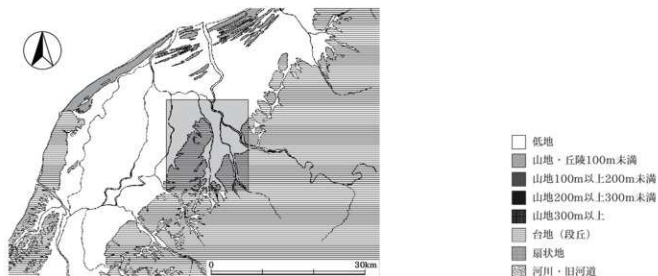 0 30km
低地
山地・丘陵100m未満
山地100m以上200m未満
山地200m以上300m未満
山地300m以上
台地（段丘）
扇状地
河川・旧河道